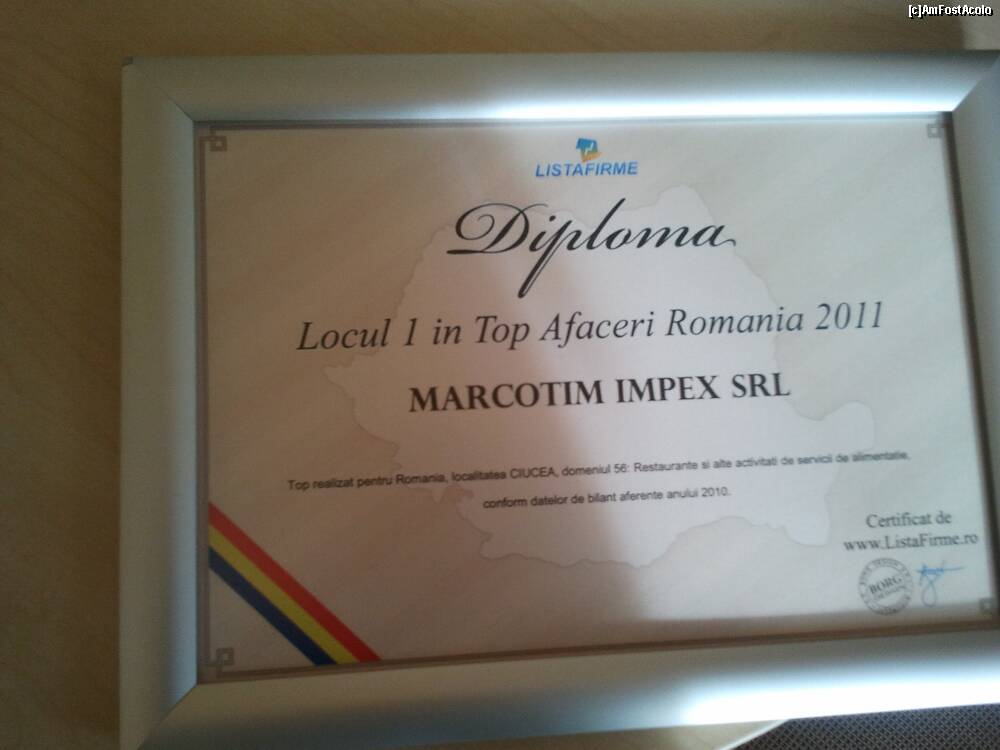 [c]AmFostAcolo
LISTAFIRME
Diploma
Locul 1 in Top Afaceri Romania 2011
MARCOTIM IMPEX SRL
Top realizat pentru Romania, localitatea CIUCEA, domeniul 56: Restaurante si alte activitati de servicii de alimentatie,
conform datelor de bilant aferente anului 2010.
Certificat de
www.ListaFirme.ro
BORG